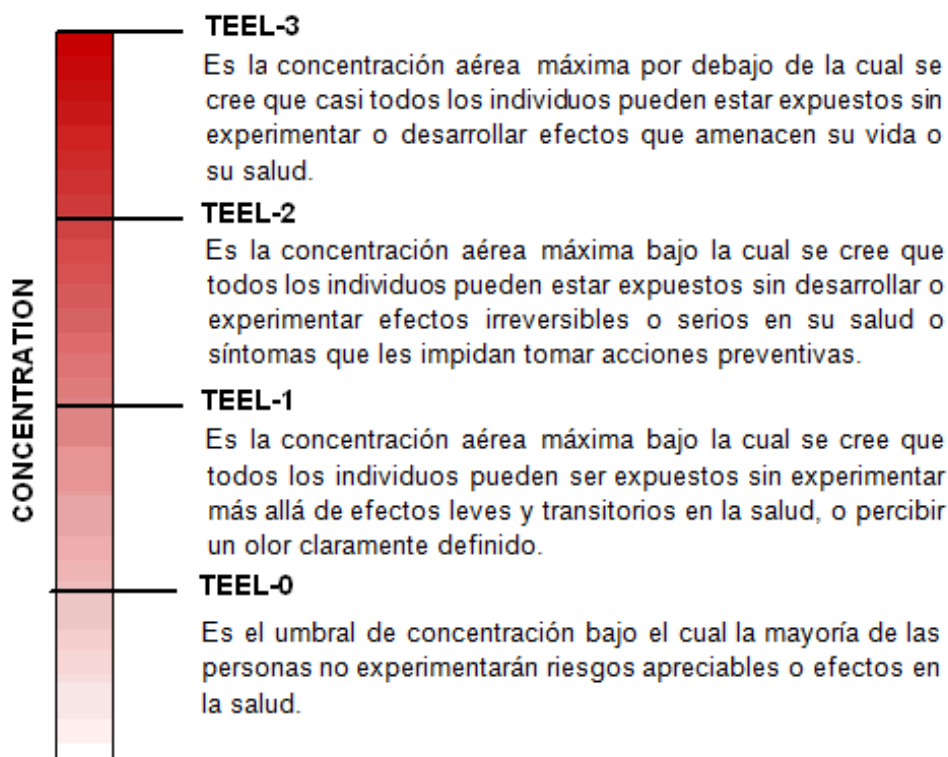 TEEL-3
Es la concentración aérea máxima por debajo de la cual se
cree que casi todos los individuos pueden estar expuestos sin
experimentar o desarrollar efectos que amenacen su vida o
su salud.
TEEL-2
Es la concentración aérea máxima bajo la cual se cree que
todos los individuos pueden estar expuestos sin desarrollar o
experimentar efectos irreversibles o serios en su salud o
síntomas que les impidan tomar acciones preventivas.
CONCENTRATION
TEEL-1
Es la concentración aérea máxima bajo la cual se cree que
todos los individuos pueden ser expuestos sin experimentar
más allá de efectos leves y transitorios en la salud, o percibir
un olor claramente definido.
TEEL-0
Es el umbral de concentración bajo el cual la mayoría de las
personas no experimentarán riesgos apreciables o efectos en
la salud.